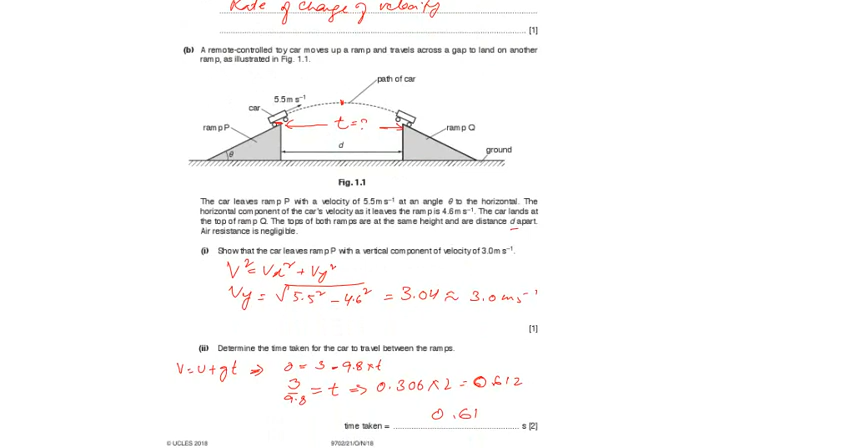 Rate of change of velocity
[1]
(b) A remote-controlled toy car moves up a ramp and travels across a gap to land on another
ramp, as illustrated in Fig. 1.1.
path of car
5.5 m s⁻¹
car
ramp P
t = ?
ramp Q
d
ground
θ
Fig. 1.1
The car leaves ramp P with a velocity of 5.5 m s⁻¹ at an angle θ to the horizontal. The
horizontal component of the car's velocity as it leaves the ramp is 4.6 m s⁻¹. The car lands at
the top of ramp Q. The tops of both ramps are at the same height and are distance d apart.
Air resistance is negligible.
(i) Show that the car leaves ramp P with a vertical component of velocity of 3.0 m s⁻¹.
V² = Vx² + Vy²
Vy = √5.5² - 4.6² = 3.04 ≈ 3.0 ms⁻¹
[1]
(ii) Determine the time taken for the car to travel between the ramps.
V = u + gt ⇒ 0 = 3 - 9.8 × t
3/9.8 = t ⇒ 0.306 × 2 = 0.612
0.61
time taken = ........................ s [2]
© UCLES 2018 9702/21/O/N/18